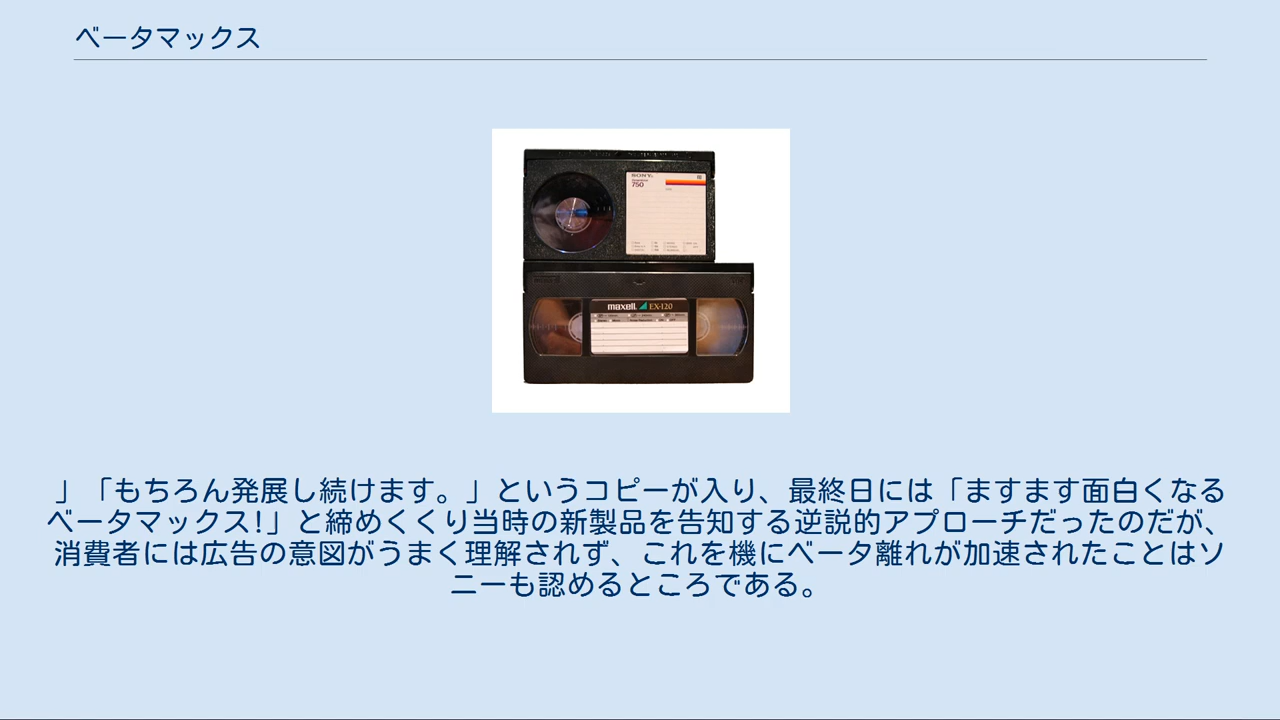 ベータマックス
SONY.
750
maxell EX-120
」「もちろん発展し続けます。」というコピーが入り、最終日には「ますます面白くなる
ベータマックス!」と締めくくり当時の新製品を告知する逆説的アプローチだったのだが、
消費者には広告の意図がうまく理解されず、これを機にベータ離れが加速されたことはソ
ニーも認めるところである。